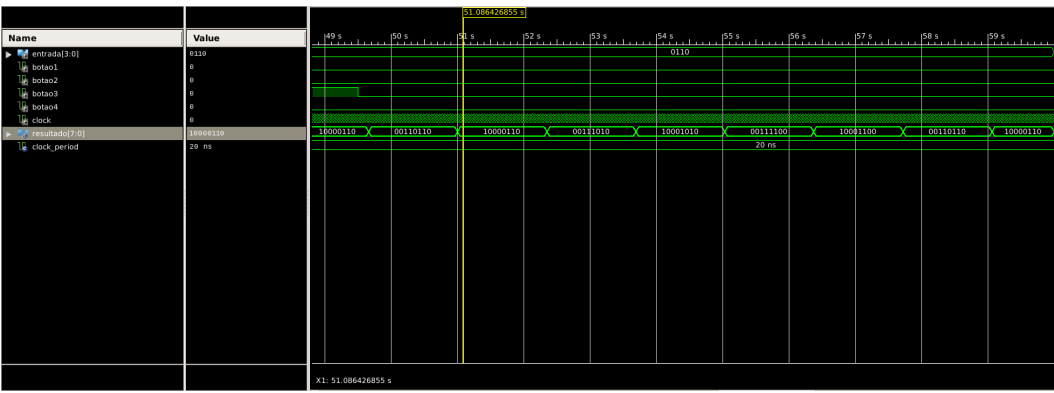 51.086426855 s
Name Value
49 s 50 s 51 s 52 s 53 s 54 s 55 s 56 s 57 s 58 s 59 s
entrada[3:0] 0110 0110
botao1 0
botao2 0
botao3 0
botao4 0
clock 0
resultado[7:0] 10000110 10000110 00110110 10000110 00111010 10001010 00111100 10001100 00110110 10000110
clock_period 20 ns 20 ns
X1: 51.086426855 s